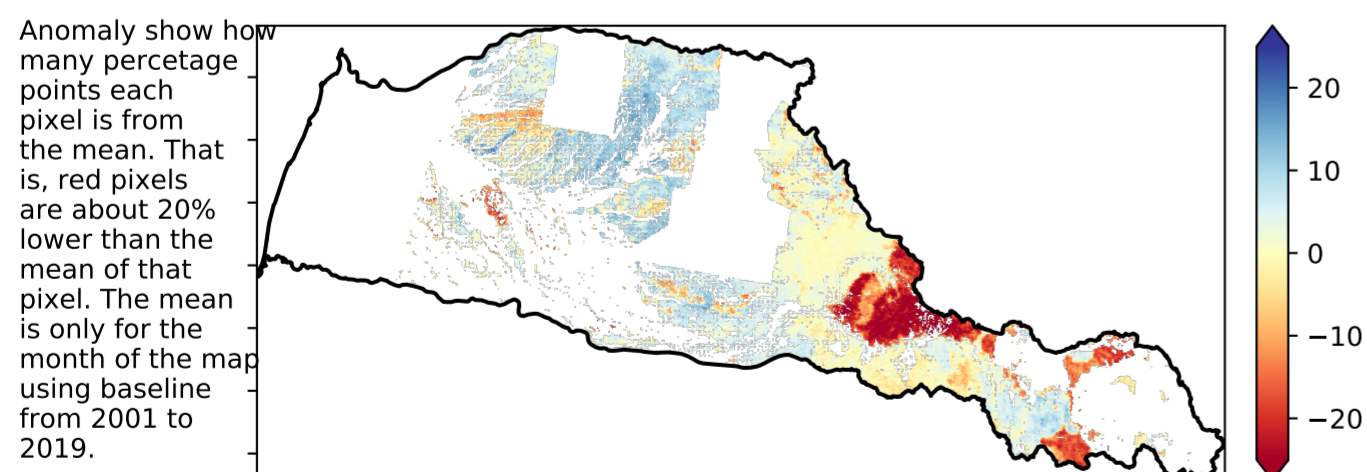 Anomaly show how
many percetage
points each
pixel is from
the mean. That
is, red pixels
are about 20%
lower than the
mean of that
pixel. The mean
is only for the
month of the map
using baseline
from 2001 to
2019.
20
10
0
−10
−20